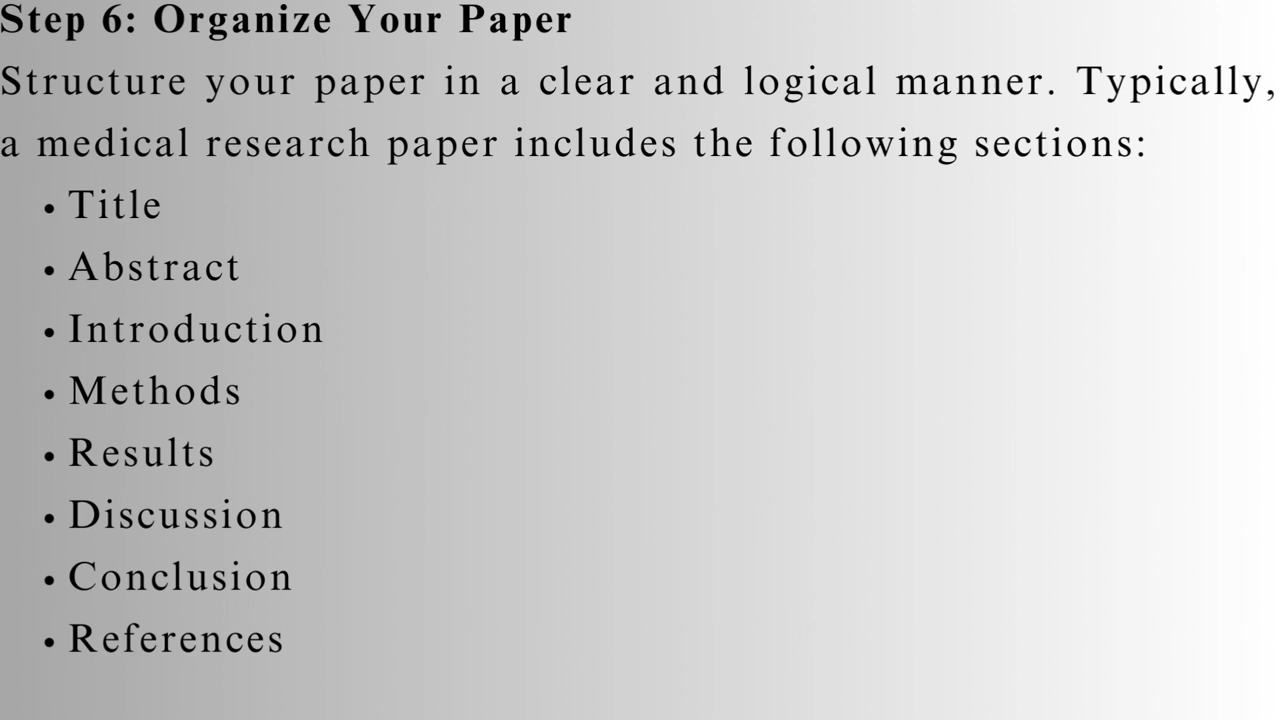 Step 6: Organize Your Paper
Structure your paper in a clear and logical manner. Typically,
a medical research paper includes the following sections:
• Title
• Abstract
• Introduction
• Methods
• Results
• Discussion
• Conclusion
• References